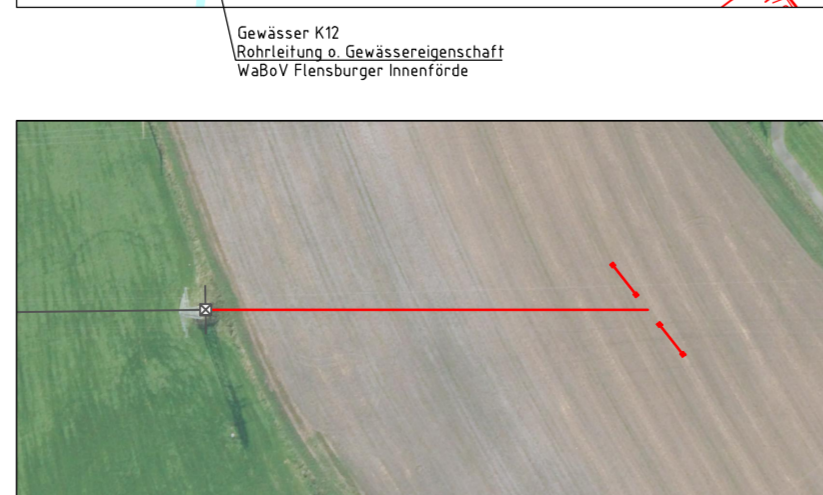 Gewässer K12
Rohrleitung o. Gewässereigenschaft
WaBoV Flensburger Innenförde